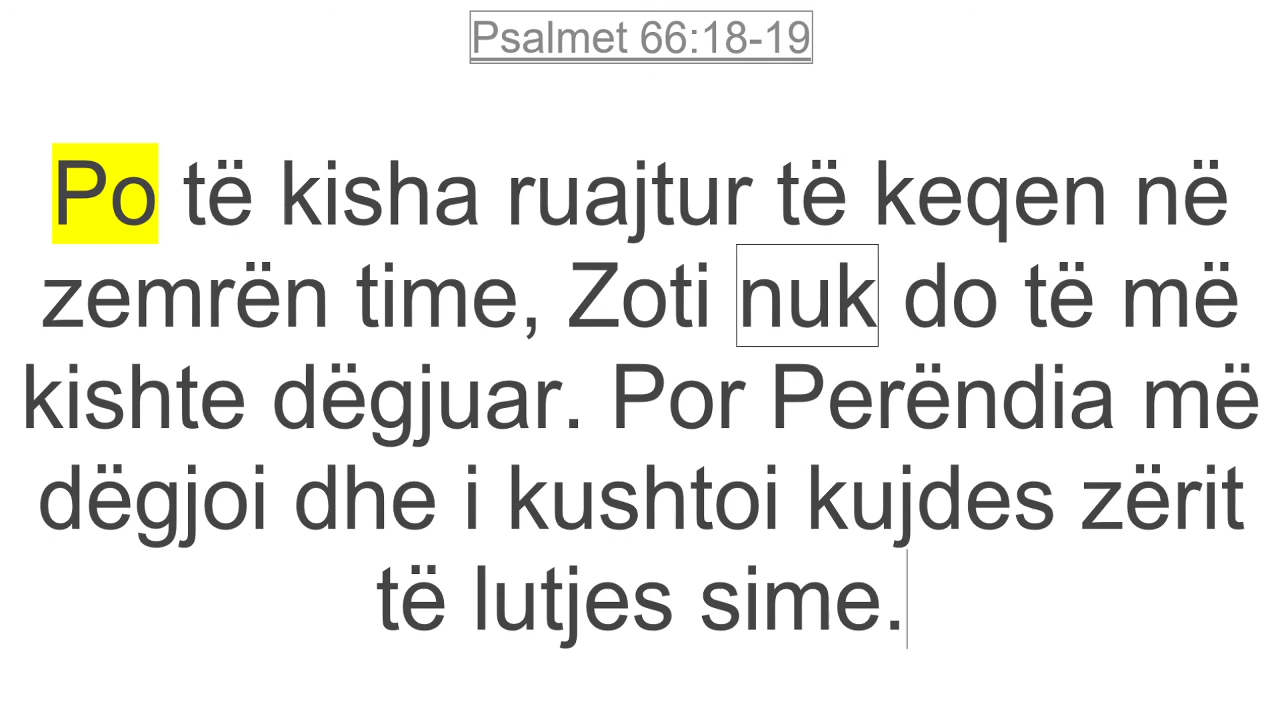 Psalmet 66:18-19
Po të kisha ruajtur të keqen në
zemrën time, Zoti nuk do të më
kishte dëgjuar. Por Perëndia më
dëgjoi dhe i kushtoi kujdes zërit
të lutjes sime.